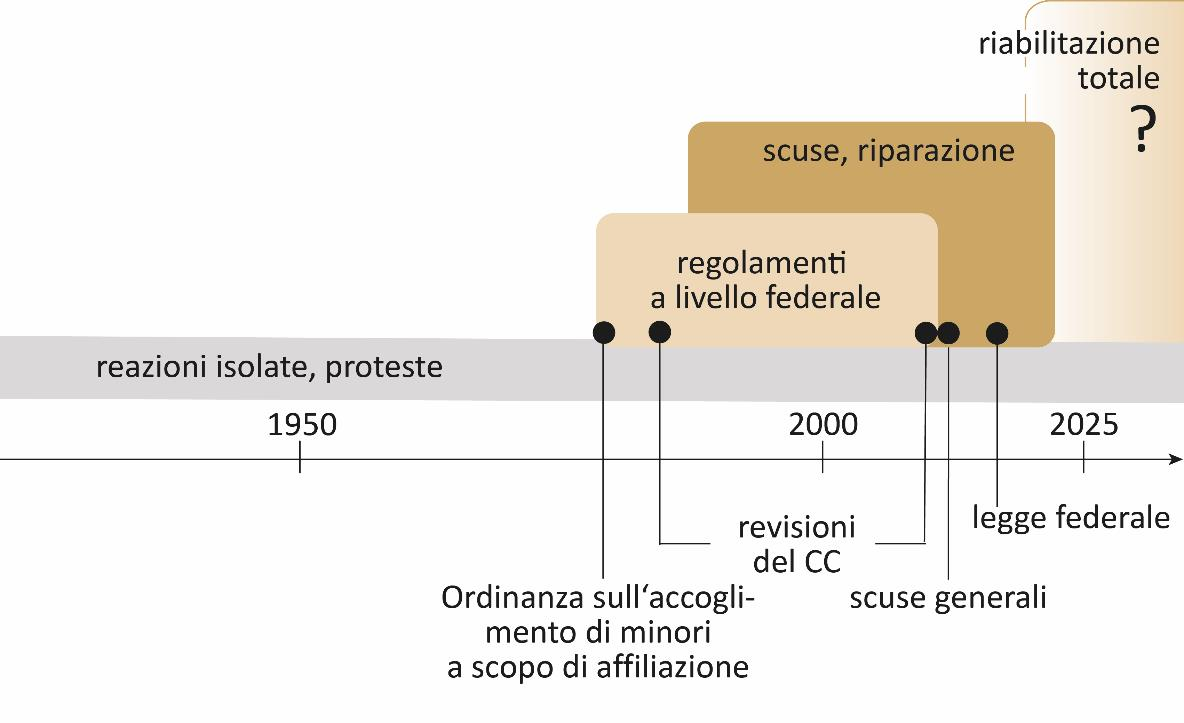 riabilitazione
totale
?
scuse, riparazione
regolamenti
a livello federale
reazioni isolate, proteste
1950
2000
2025
legge federale
revisioni
del CC
Ordinanza sull‘accogli-
mento di minori
a scopo di affiliazione
scuse generali